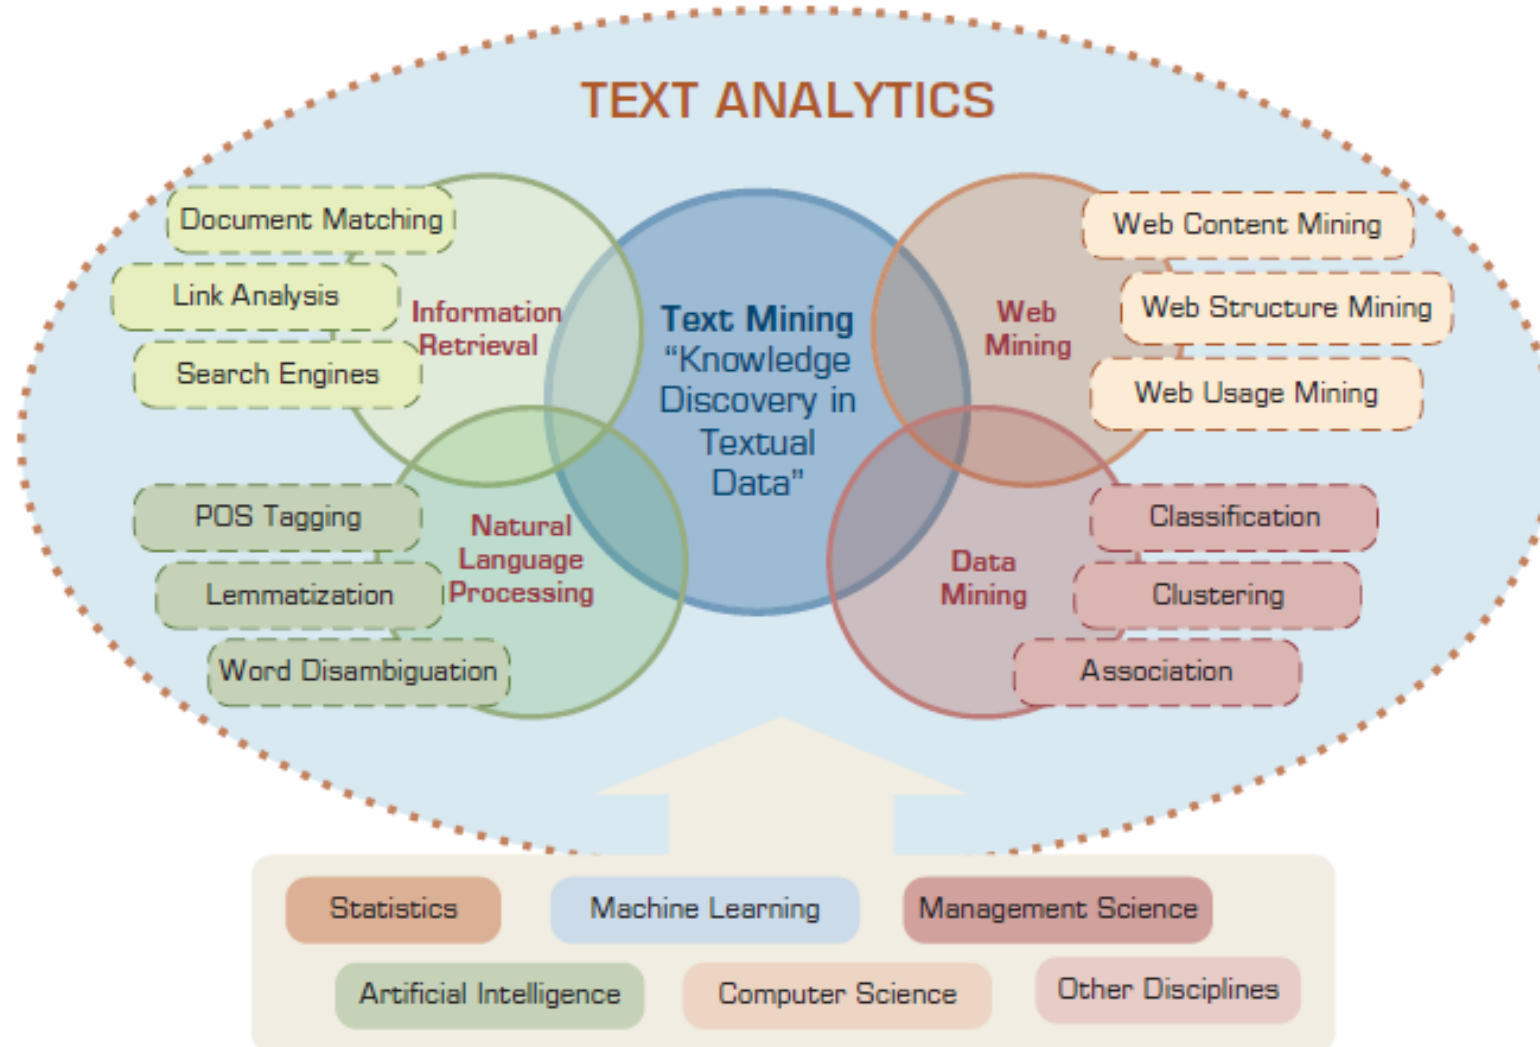 TEXT ANALYTICS
Document Matching
Link Analysis
Search Engines
Information
Retrieval
POS Tagging
Lemmatization
Word Disambiguation
Natural
Language
Processing
Text Mining
“Knowledge
Discovery in
Textual
Data”
Web
Mining
Web Content Mining
Web Structure Mining
Web Usage Mining
Data
Mining
Classification
Clustering
Association
Statistics
Machine Learning
Management Science
Artificial Intelligence
Computer Science
Other Disciplines